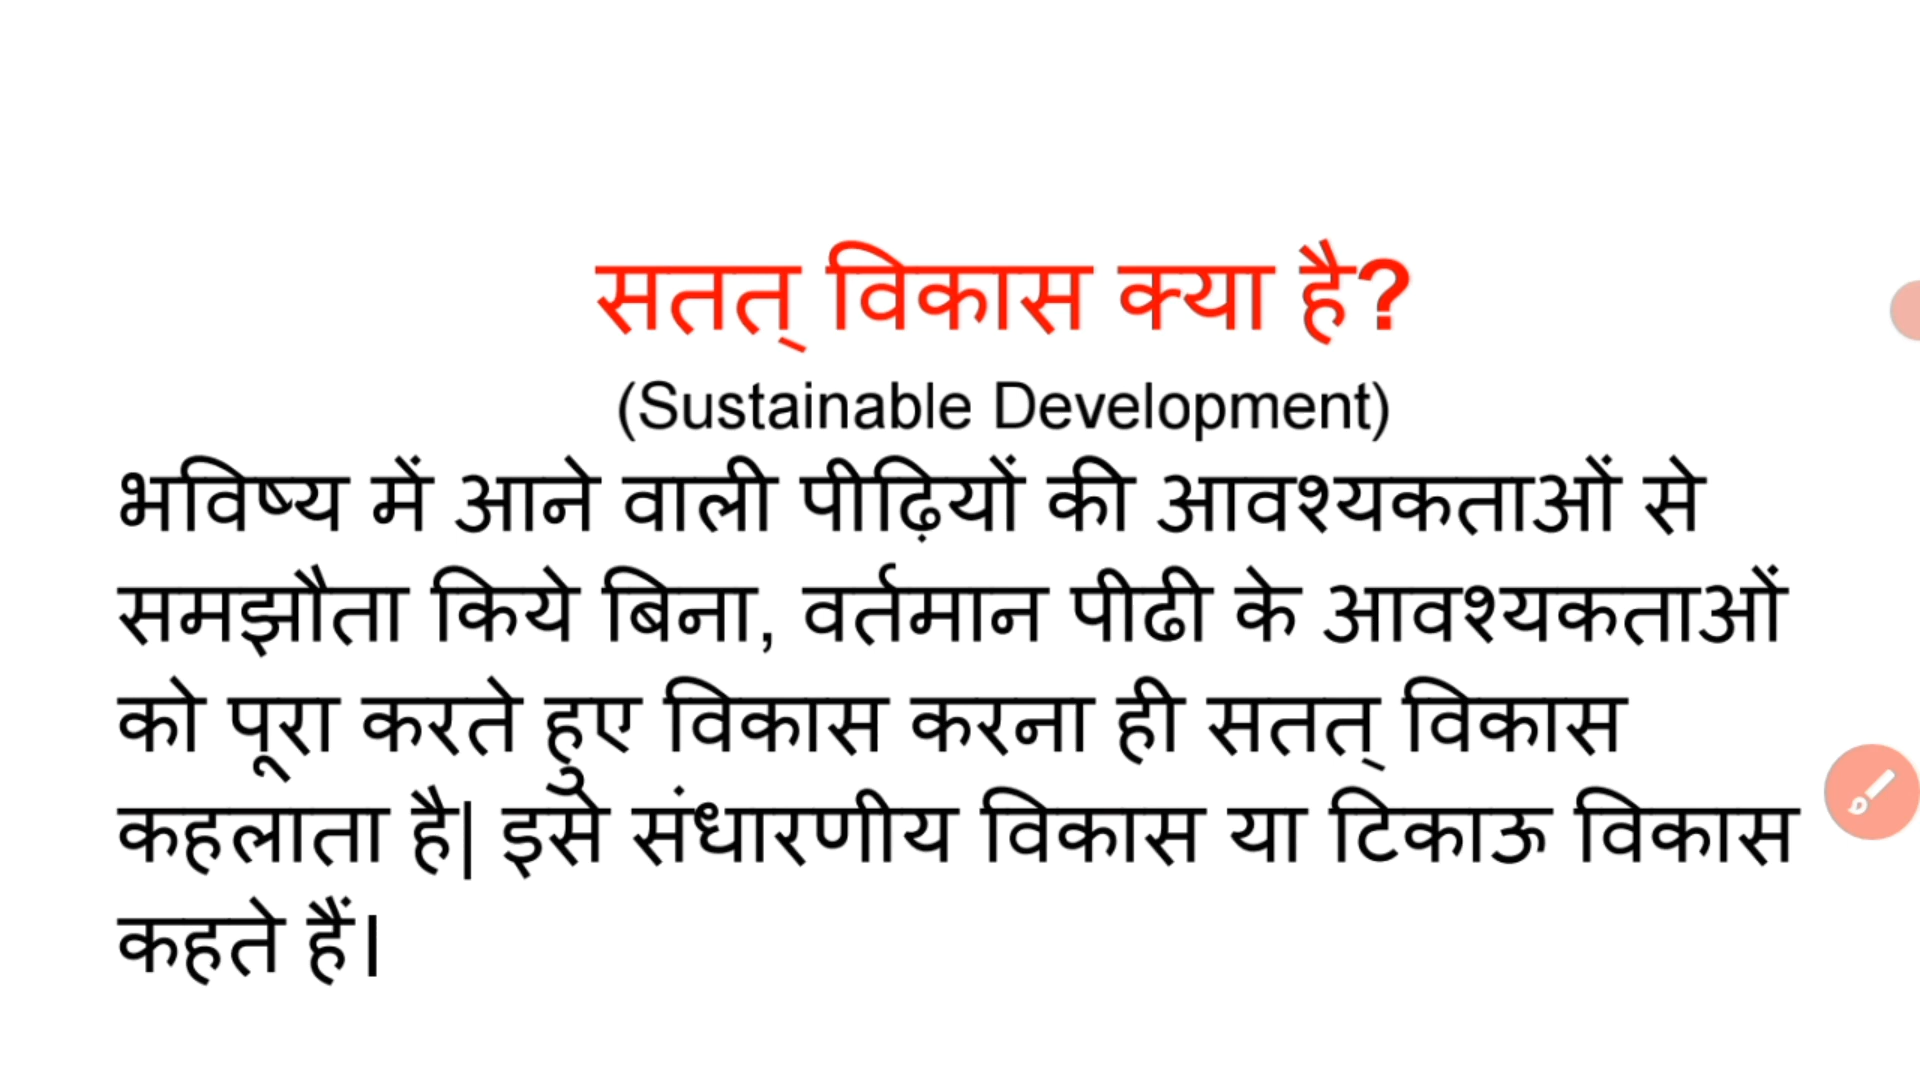 सतत् विकास क्या है?
(Sustainable Development)
भविष्य में आने वाली पीढ़ियों की आवश्यकताओं से
समझौता किये बिना, वर्तमान पीढी के आवश्यकताओं
को पूरा करते हुए विकास करना ही सतत् विकास
कहलाता है| इसे संधारणीय विकास या टिकाऊ विकास
कहते हैं।